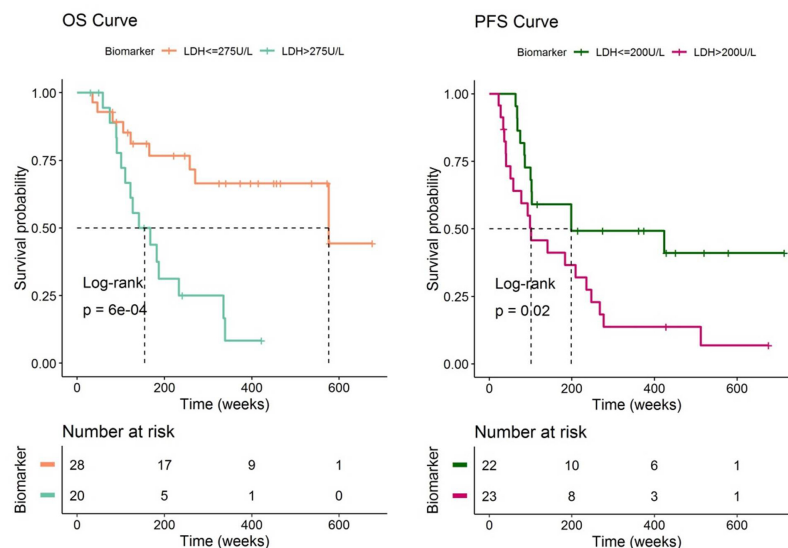 OS Curve
Biomarker LDH<=275U/L LDH>275U/L
Survival probability
1.00
0.75
0.50
0.25
0.00
Log-rank
p = 6e-04
0 200 400 600
Time (weeks)
Number at risk
Biomarker
28 17 9 1
20 5 1 0
0 200 400 600
Time (weeks)
PFS Curve
Biomarker LDH<=200U/L LDH>200U/L
Survival probability
1.00
0.75
0.50
0.25
0.00
Log-rank
p = 0.02
0 200 400 600
Time (weeks)
Number at risk
Biomarker
22 10 6 1
23 8 3 1
0 200 400 600
Time (weeks)